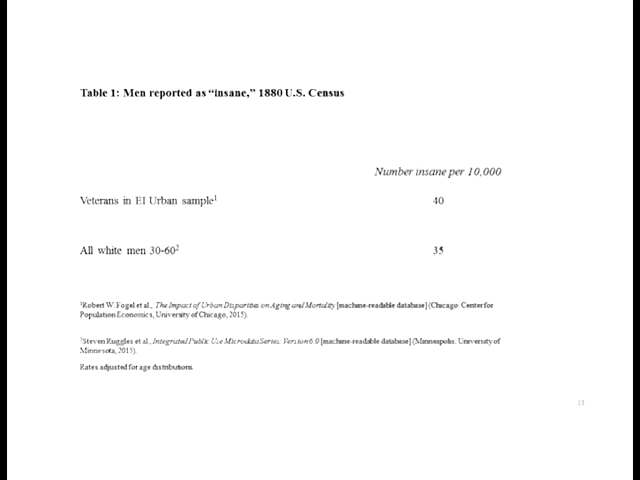 Table 1: Men reported as “insane,” 1880 U.S. Census
Number insane per 10,000
Veterans in EI Urban sample¹ 40
All white men 30-60² 35
¹Robert W. Fogel et al., The Impact of Urban Disparities on Aging and Mortality [machine-readable database] (Chicago: Center for
Population Economics, University of Chicago, 2015).
²Steven Ruggles et al., Integrated Public Use Microdata Series: Version 6.0 [machine-readable database] (Minneapolis: University of
Minnesota, 2015).
Rates adjusted for age distributions.